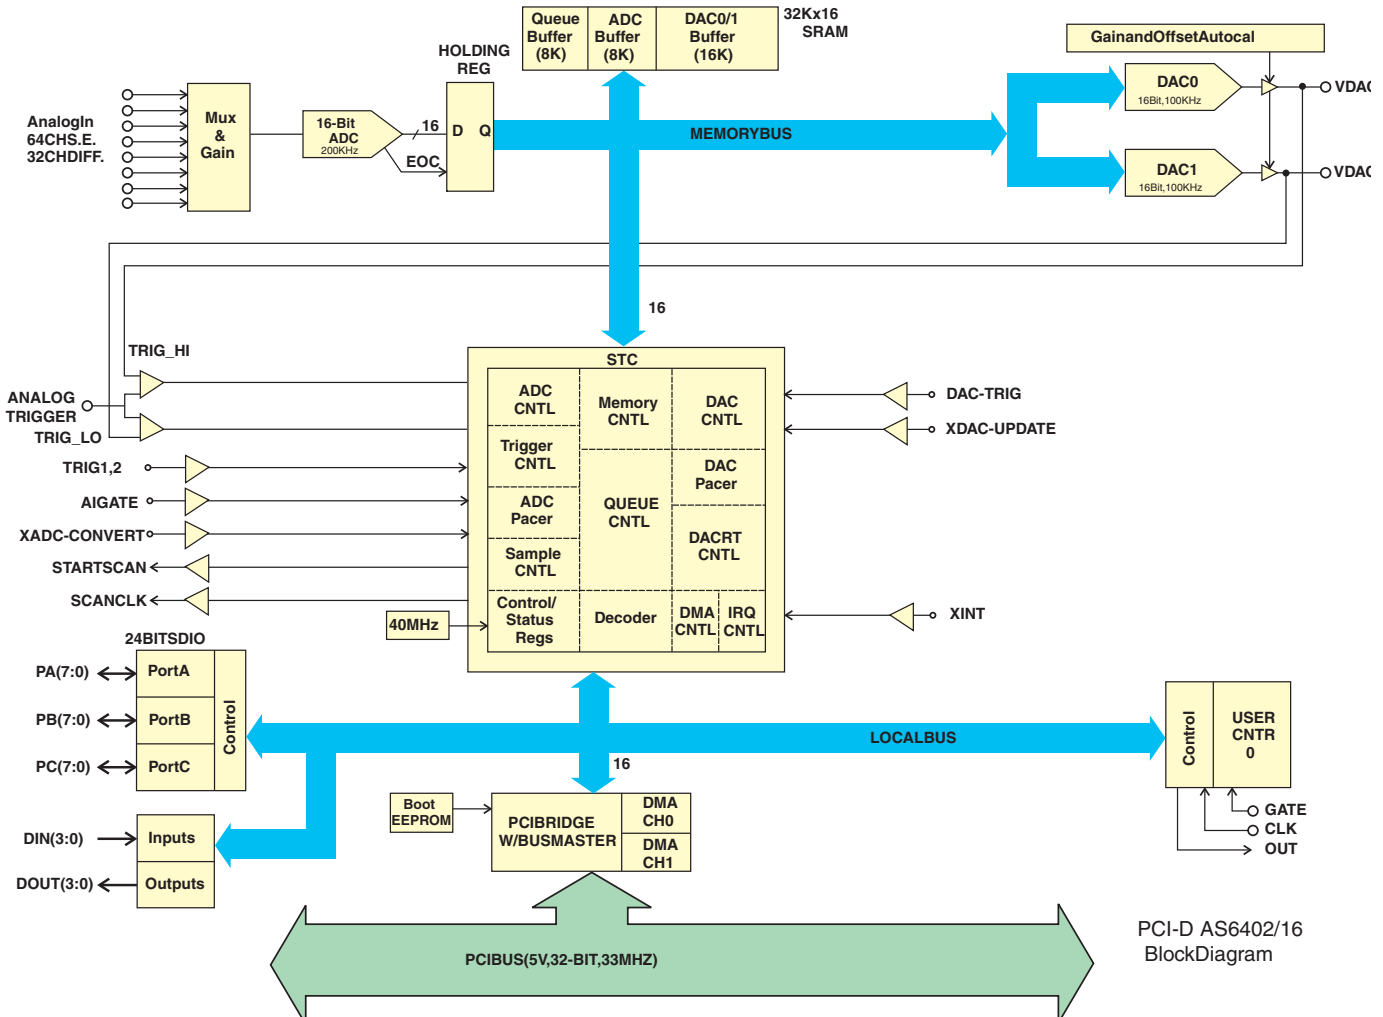 Queue
Buffer
(8K)
ADC
Buffer
(8K)
DAC0/1
Buffer
(16K)
32Kx16
SRAM
GainandOffsetAutocal
HOLDING
REG
DAC0
16Bit,100KHz
VDAC
AnalogIn
64CHS.E.
32CHDIFF.
Mux
&
Gain
16-Bit
ADC
200KHz
16
EOC
D Q
MEMORYBUS
DAC1
16Bit,100KHz
VDAC
16
TRIG_HI
ANALOG
TRIGGER
TRIG_LO
TRIG1,2
AIGATE
XADC-CONVERT
STARTSCAN
SCANCLK
40MHz
STC
ADC
CNTL
Memory
CNTL
DAC
CNTL
Trigger
CNTL
DAC
Pacer
ADC
Pacer
QUEUE
CNTL
DACRT
CNTL
Sample
CNTL
Control/
Status
Regs
Decoder
DMA
CNTL
IRQ
CNTL
DAC-TRIG
XDAC-UPDATE
XINT
24BITSDIO
PA(7:0)
PortA
PB(7:0)
PortB
PC(7:0)
PortC
Control
LOCALBUS
16
Control
USER
CNTR
0
GATE
CLK
OUT
DIN(3:0)
Inputs
DOUT(3:0)
Outputs
Boot
EEPROM
PCIBRIDGE
W/BUSMASTER
DMA
CH0
DMA
CH1
PCIBUS(5V,32-BIT,33MHZ)
PCI-D AS6402/16
BlockDiagram